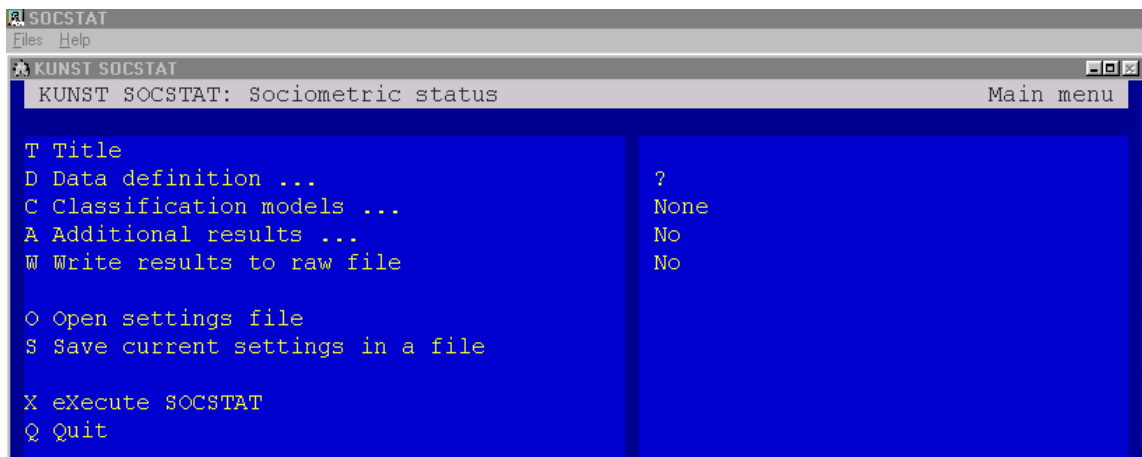 SOCSTAT
Files Help
KUNST SOCSTAT
KUNST SOCSTAT: Sociometric status Main menu
T Title
D Data definition ... ?
C Classification models ... None
A Additional results ... No
W Write results to raw file No
O Open settings file
S Save current settings in a file
X eXecute SOCSTAT
Q Quit